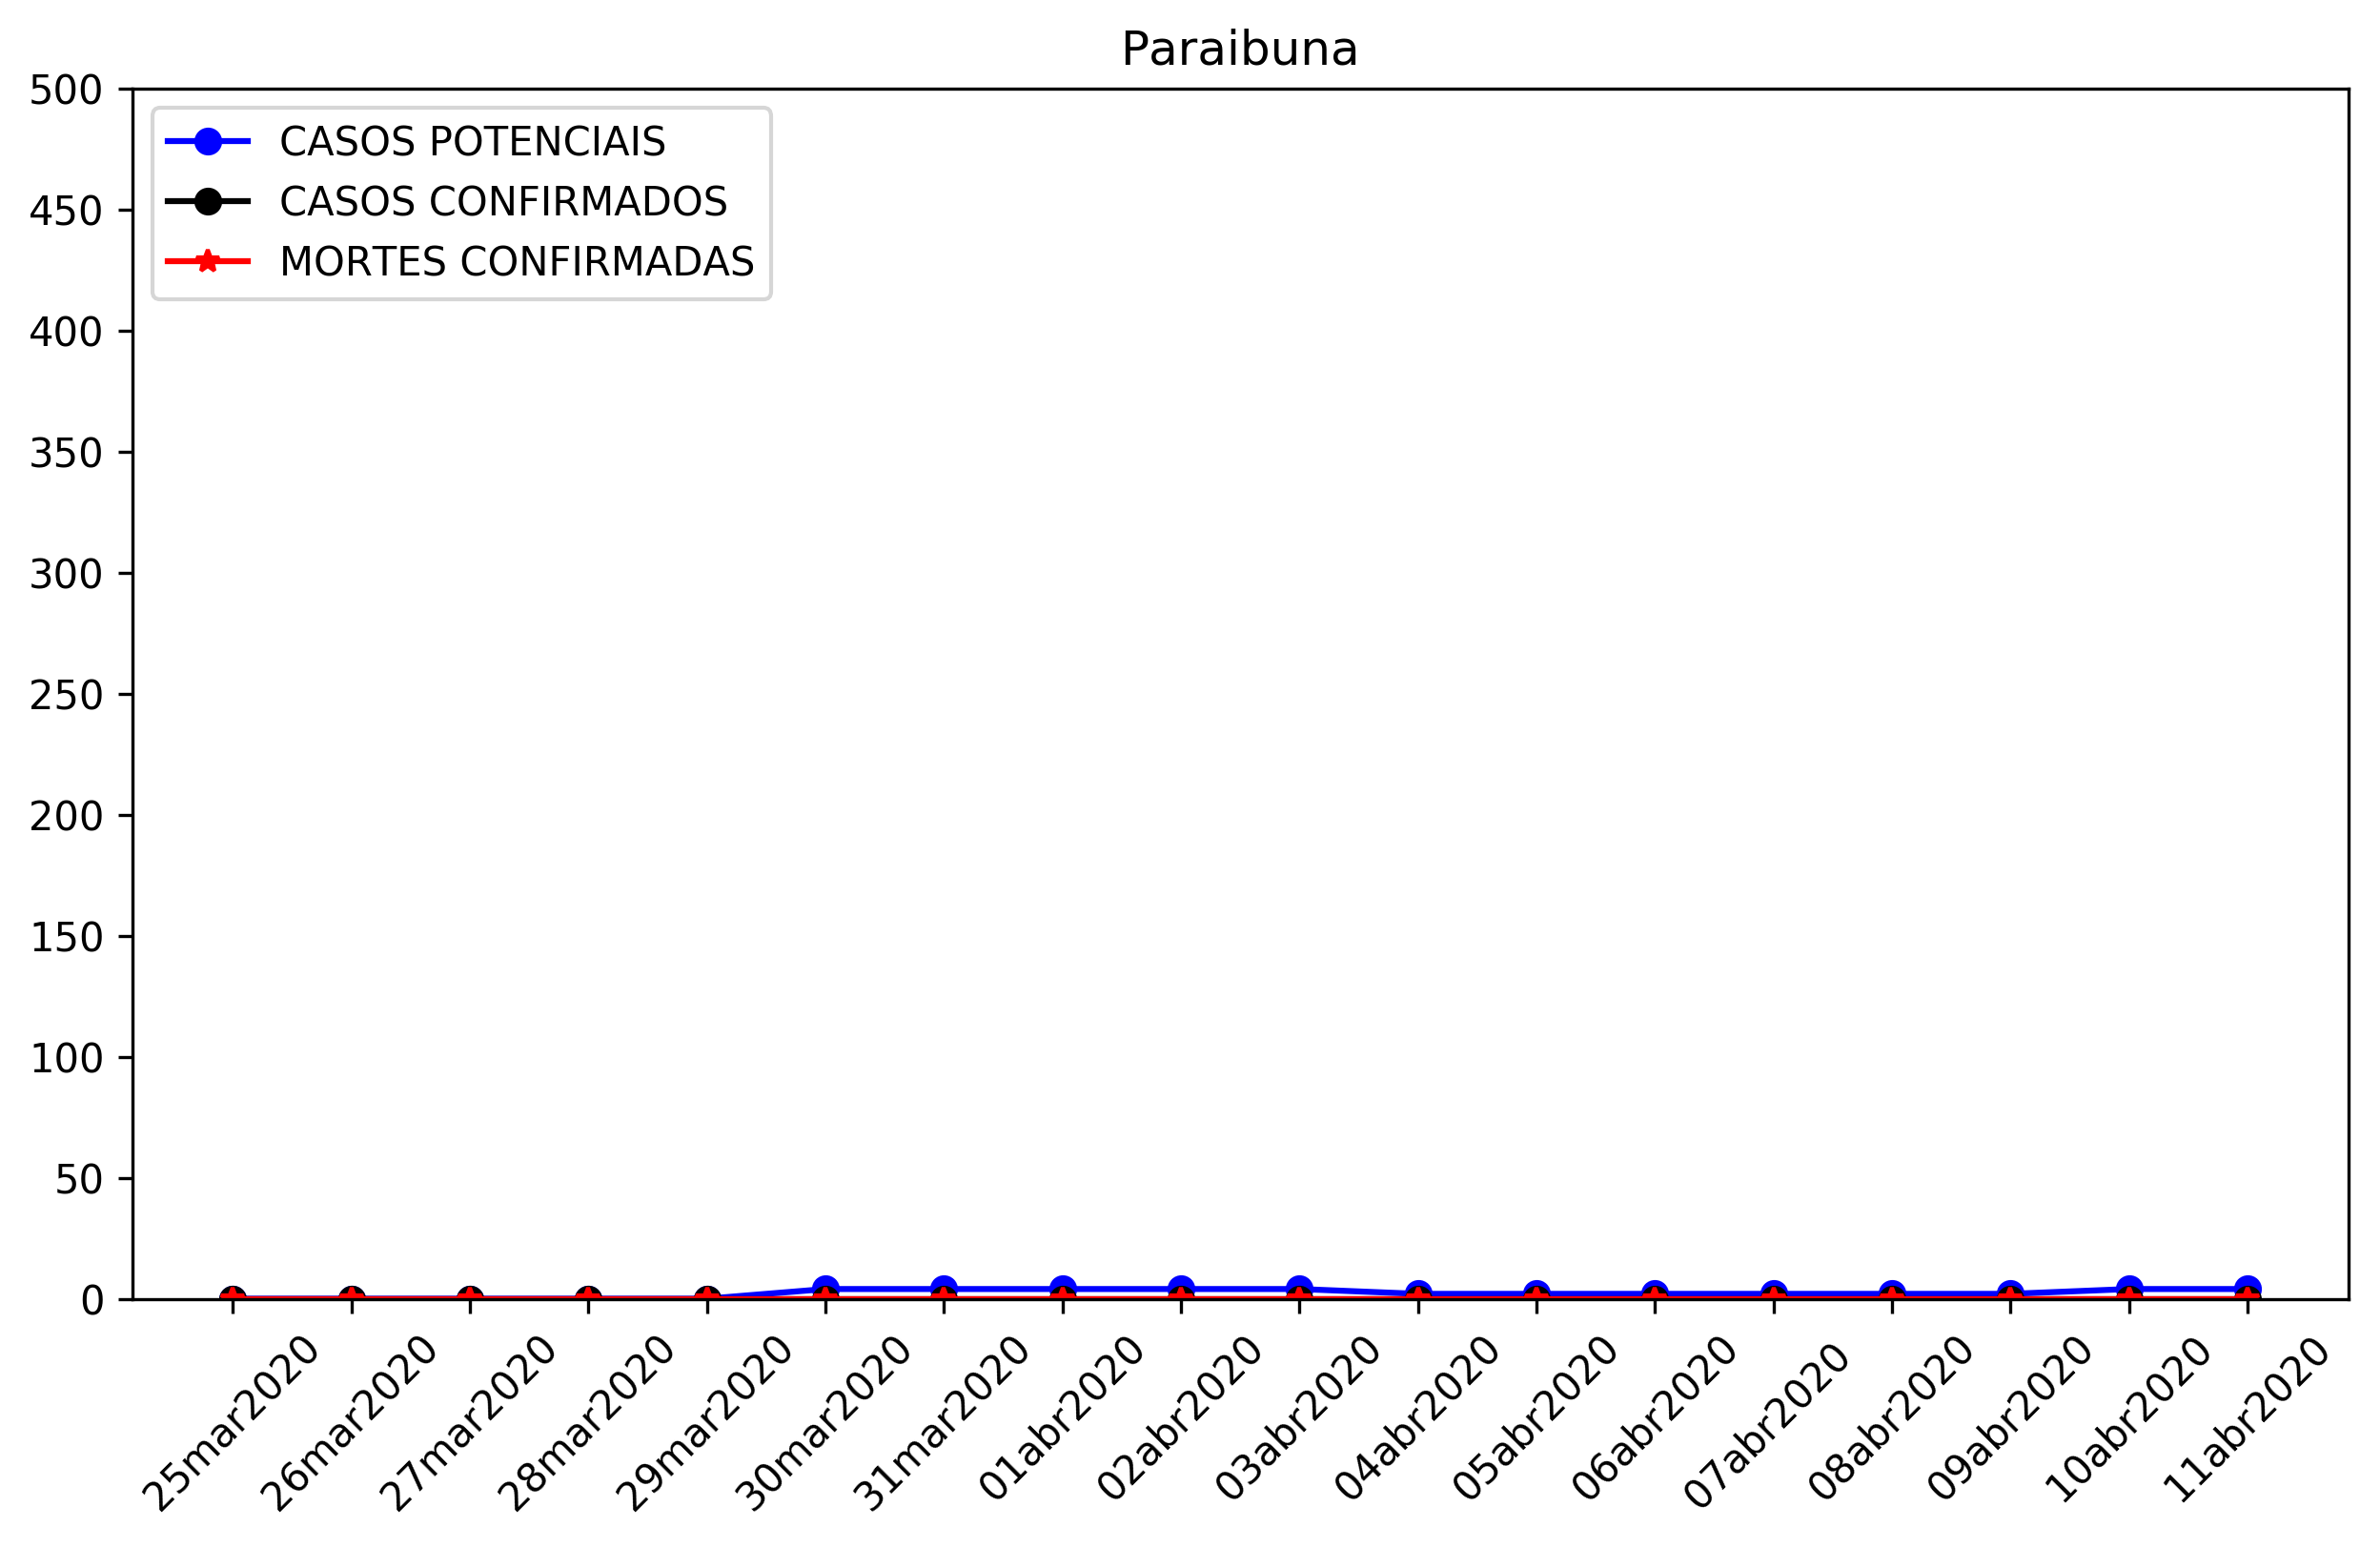 Paraibuna
500
450
400
350
300
250
200
150
100
50
0
CASOS POTENCIAIS
CASOS CONFIRMADOS
MORTES CONFIRMADAS
25mar2020
26mar2020
27mar2020
28mar2020
29mar2020
30mar2020
31mar2020
01abr2020
02abr2020
03abr2020
04abr2020
05abr2020
06abr2020
07abr2020
08abr2020
09abr2020
10abr2020
11abr2020